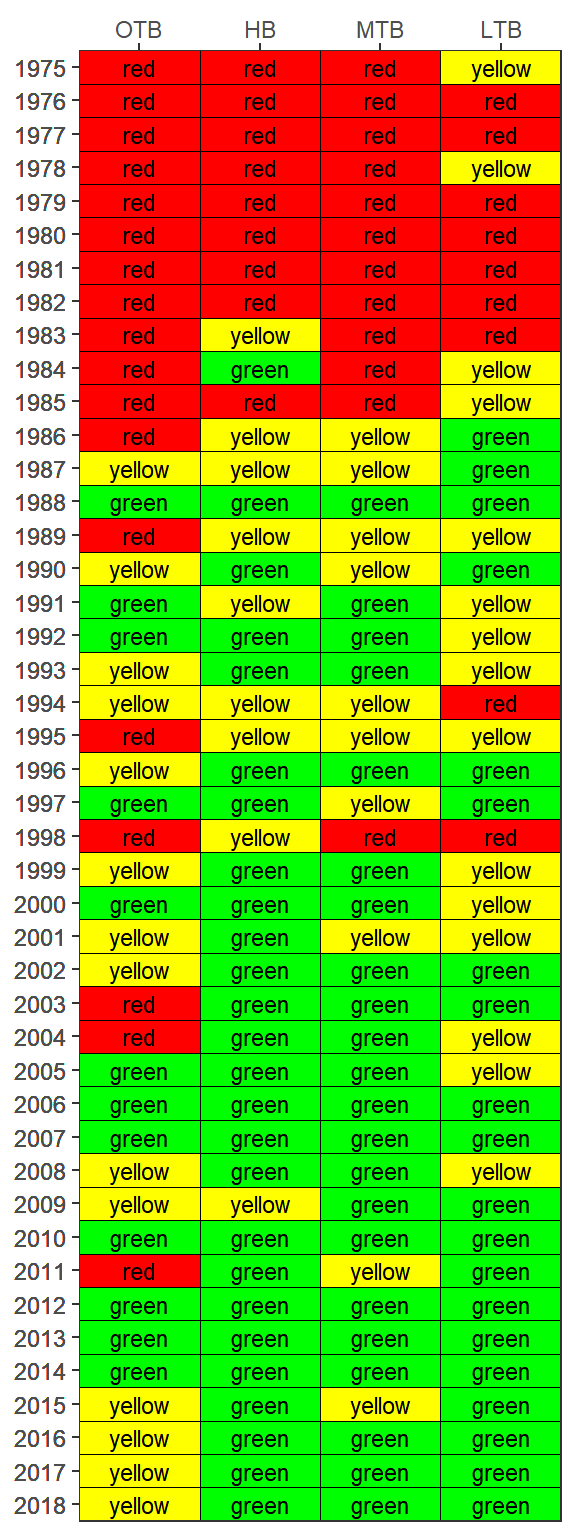 OTB HB MTB LTB
1975 red red red yellow
1976 red red red red
1977 red red red red
1978 red red red yellow
1979 red red red red
1980 red red red red
1981 red red red red
1982 red red red red
1983 red yellow red red
1984 red green red yellow
1985 red red red yellow
1986 red yellow yellow green
1987 yellow yellow yellow green
1988 green green green green
1989 red yellow yellow yellow
1990 yellow green yellow green
1991 green yellow green yellow
1992 green green green yellow
1993 yellow green green yellow
1994 yellow yellow yellow red
1995 red yellow yellow yellow
1996 yellow green green green
1997 green green yellow green
1998 red yellow red red
1999 yellow green green yellow
2000 green green green yellow
2001 yellow green yellow yellow
2002 yellow green green green
2003 red green green green
2004 red green green yellow
2005 green green green yellow
2006 green green green green
2007 green green green green
2008 yellow green green yellow
2009 yellow yellow green green
2010 green green green green
2011 red green yellow green
2012 green green green green
2013 green green green green
2014 green green green green
2015 yellow green yellow green
2016 yellow green green green
2017 yellow green green green
2018 yellow green green green